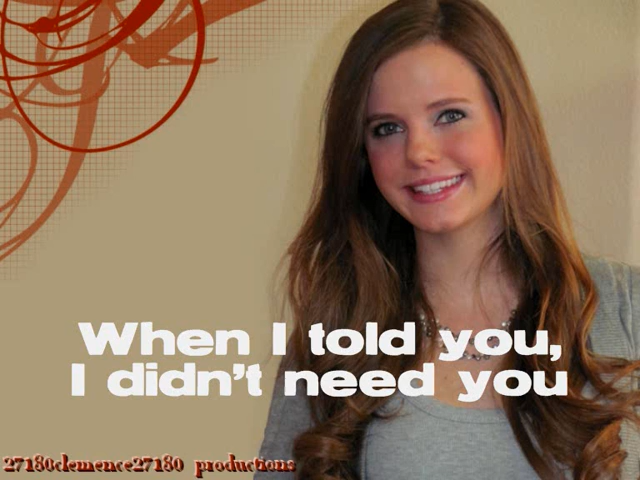 When I told you,
I didn't need you
27180clemence27180 productions